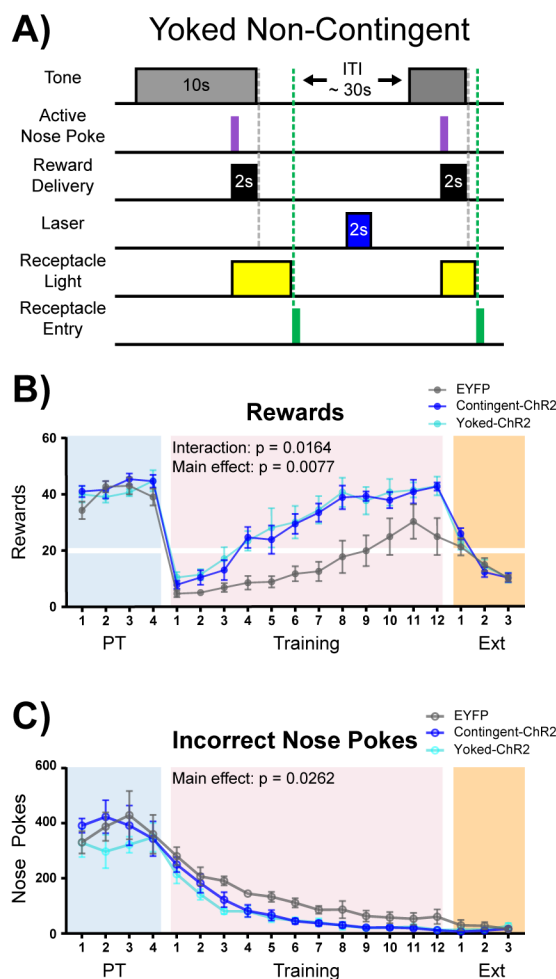 A)
Yoked Non-Contingent
Tone
10s
ITI
~ 30s
Active
Nose Poke
Reward
Delivery
2s
2s
Laser
2s
Receptacle
Light
Receptacle
Entry
B)
Rewards
EYFP
Contingent-ChR2
Yoked-ChR2
Interaction: p = 0.0164
Main effect: p = 0.0077
Rewards
60
40
20
0
1 2 3 4 1 2 3 4 5 6 7 8 9 10 11 12 1 2 3
PT Training Ext
C)
Incorrect Nose Pokes
EYFP
Contingent-ChR2
Yoked-ChR2
Main effect: p = 0.0262
Nose Pokes
600
400
200
0
1 2 3 4 1 2 3 4 5 6 7 8 9 10 11 12 1 2 3
PT Training Ext